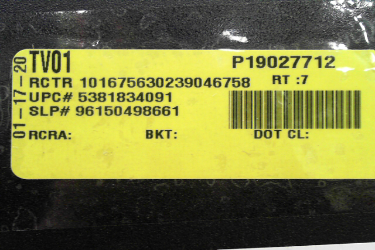 01-17-20
TV01 P19027712
RCTR 101675630239046758 RT :7
UPC# 5381834091
SLP# 96150498661
RCRA: BKT: DOT CL: